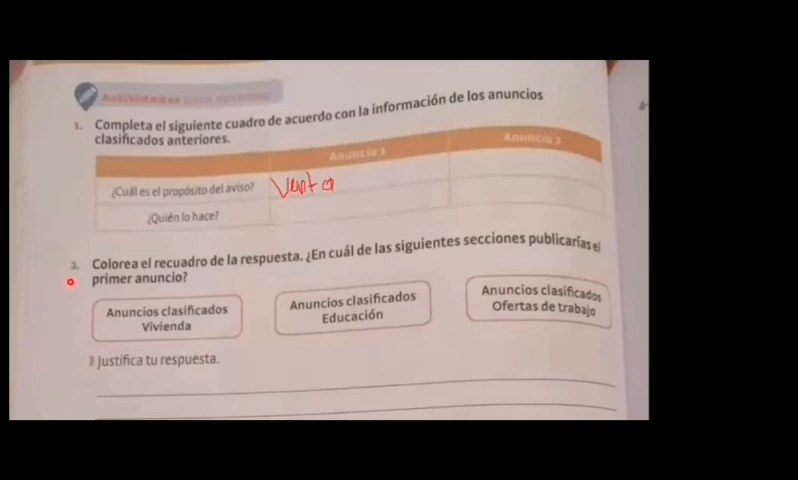 Actividades para aprender
1. Completa el siguiente cuadro de acuerdo con la información de los anuncios
clasificados anteriores.
Anuncio 1 Anuncio 2
¿Cuál es el propósito del aviso? Venta
¿Quién lo hace?
2. Colorea el recuadro de la respuesta. ¿En cuál de las siguientes secciones publicarías el
primer anuncio?
Anuncios clasificados
Vivienda
Anuncios clasificados
Educación
Anuncios clasificados
Ofertas de trabajo
Justifica tu respuesta.